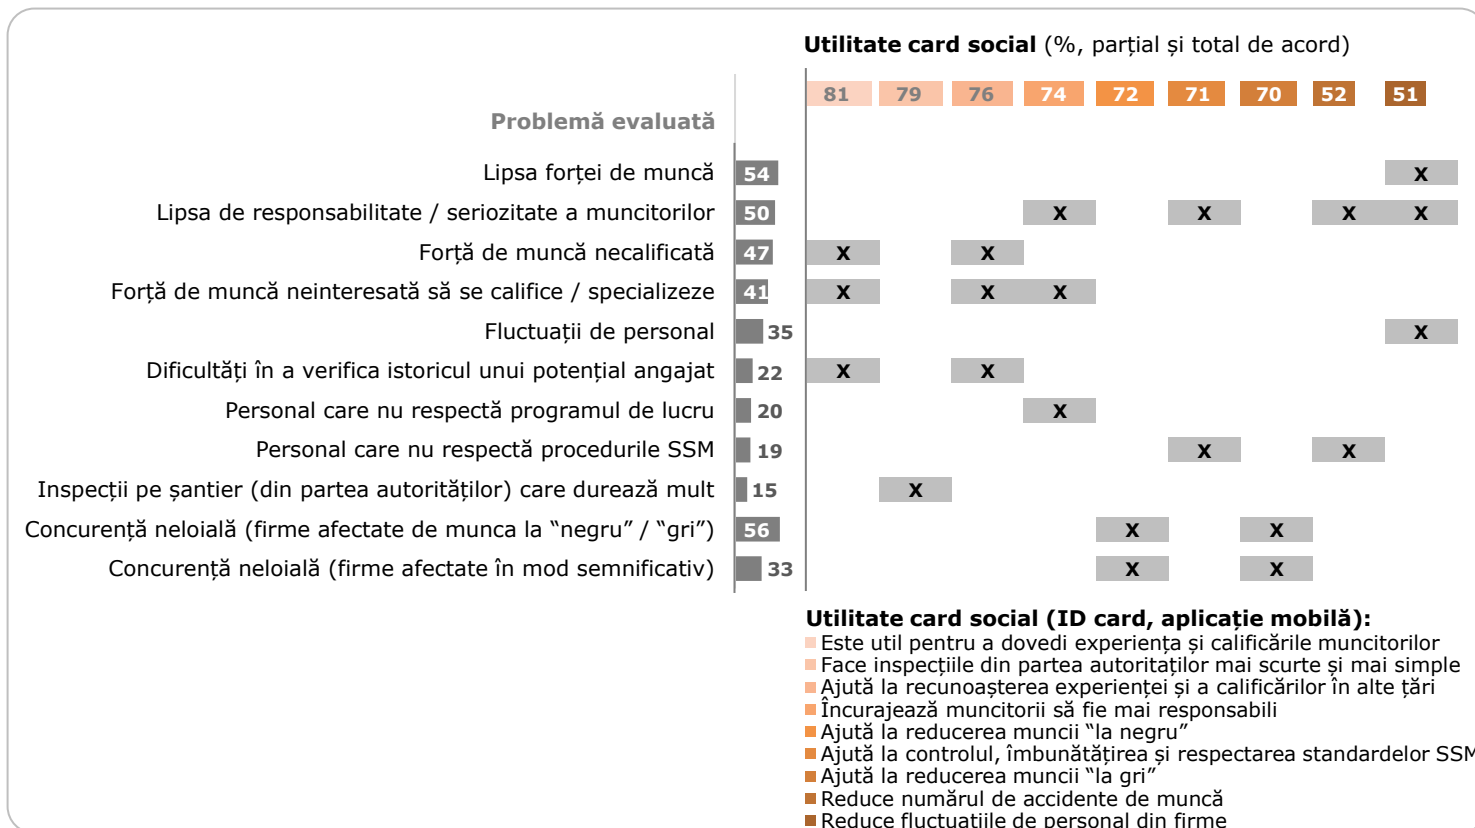 Utilitate card social (%, parțial și total de acord)
81 79 76 74 72 71 70 52 51
Problemă evaluată
Lipsa forței de muncă 54 X
Lipsa de responsabilitate / seriozitate a muncitorilor 50 X X X X
Forță de muncă necalificată 47 X X
Forță de muncă neinteresată să se califice / specializeze 41 X X X
Fluctuații de personal 35 X
Dificultăți în a verifica istoricul unui potențial angajat 22 X X
Personal care nu respectă programul de lucru 20 X
Personal care nu respectă procedurile SSM 19 X X
Inspecții pe șantier (din partea autorităților) care durează mult 15 X
Concurență neloială (firme afectate de munca la “negru” / “gri”) 56 X X
Concurență neloială (firme afectate în mod semnificativ) 33 X X
Utilitate card social (ID card, aplicație mobilă):
Este util pentru a dovedi experiența și calificările muncitorilor
Face inspecțiile din partea autoritaților mai scurte și mai simple
Ajută la recunoașterea experienței și a calificărilor în alte țări
Încurajează muncitorii să fie mai responsabili
Ajută la reducerea muncii “la negru”
Ajută la controlul, îmbunătățirea și respectarea standardelor SSM
Ajută la reducerea muncii “la gri”
Reduce numărul de accidente de muncă
Reduce fluctuațiile de personal din firme